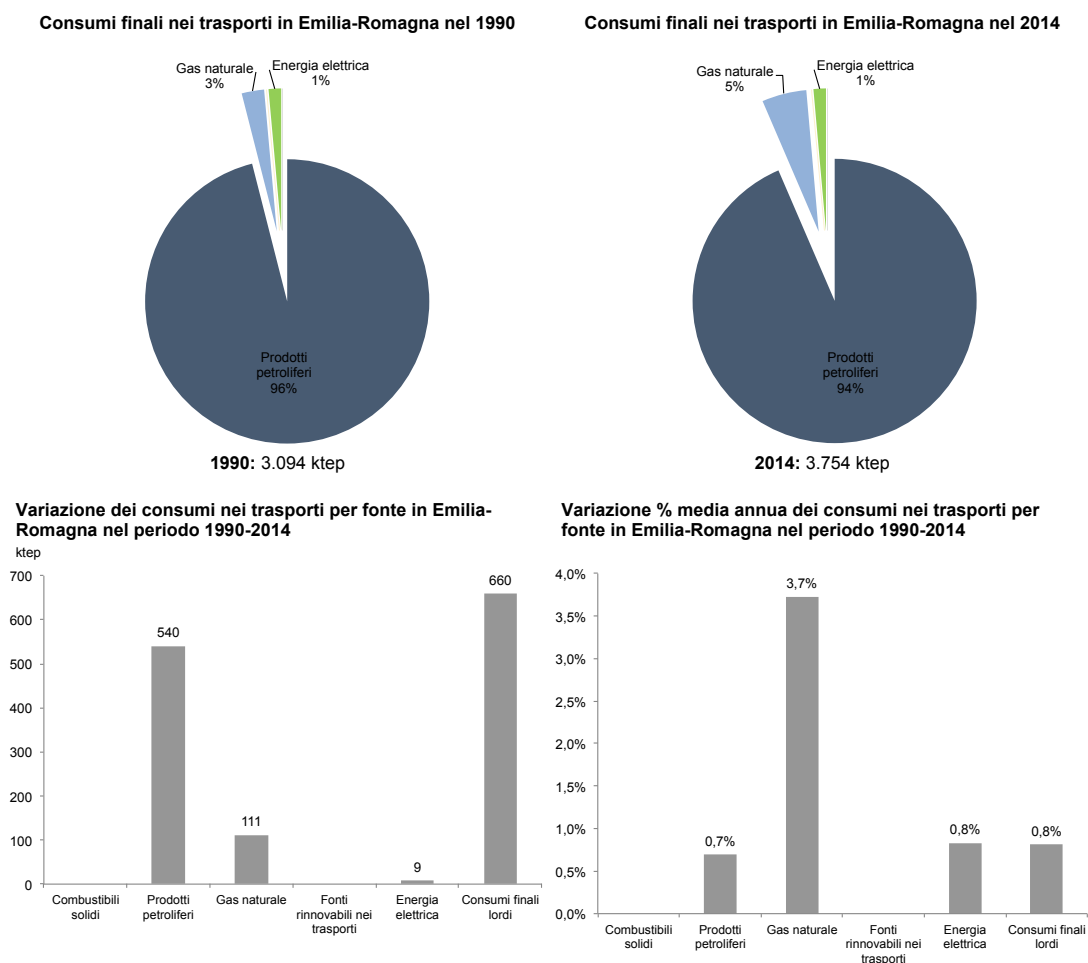 Consumi finali nei trasporti in Emilia-Romagna nel 1990
Gas naturale
3%
Energia elettrica
1%
Prodotti
petroliferi
96%
1990: 3.094 ktep
Consumi finali nei trasporti in Emilia-Romagna nel 2014
Gas naturale
5%
Energia elettrica
1%
Prodotti
petroliferi
94%
2014: 3.754 ktep
Variazione dei consumi nei trasporti per fonte in Emilia-
Romagna nel periodo 1990-2014
ktep
700
600
500
400
300
200
100
0
540
111
9
660
Combustibili
solidi
Prodotti
petroliferi
Gas naturale
Fonti
rinnovabili nei
trasporti
Energia
elettrica
Consumi finali
lordi
Variazione % media annua dei consumi nei trasporti per
fonte in Emilia-Romagna nel periodo 1990-2014
4,0%
3,5%
3,0%
2,5%
2,0%
1,5%
1,0%
0,5%
0,0%
0,7%
3,7%
0,8%
0,8%
Combustibili
solidi
Prodotti
petroliferi
Gas naturale
Fonti
rinnovabili nei
trasporti
Energia
elettrica
Consumi finali
lordi